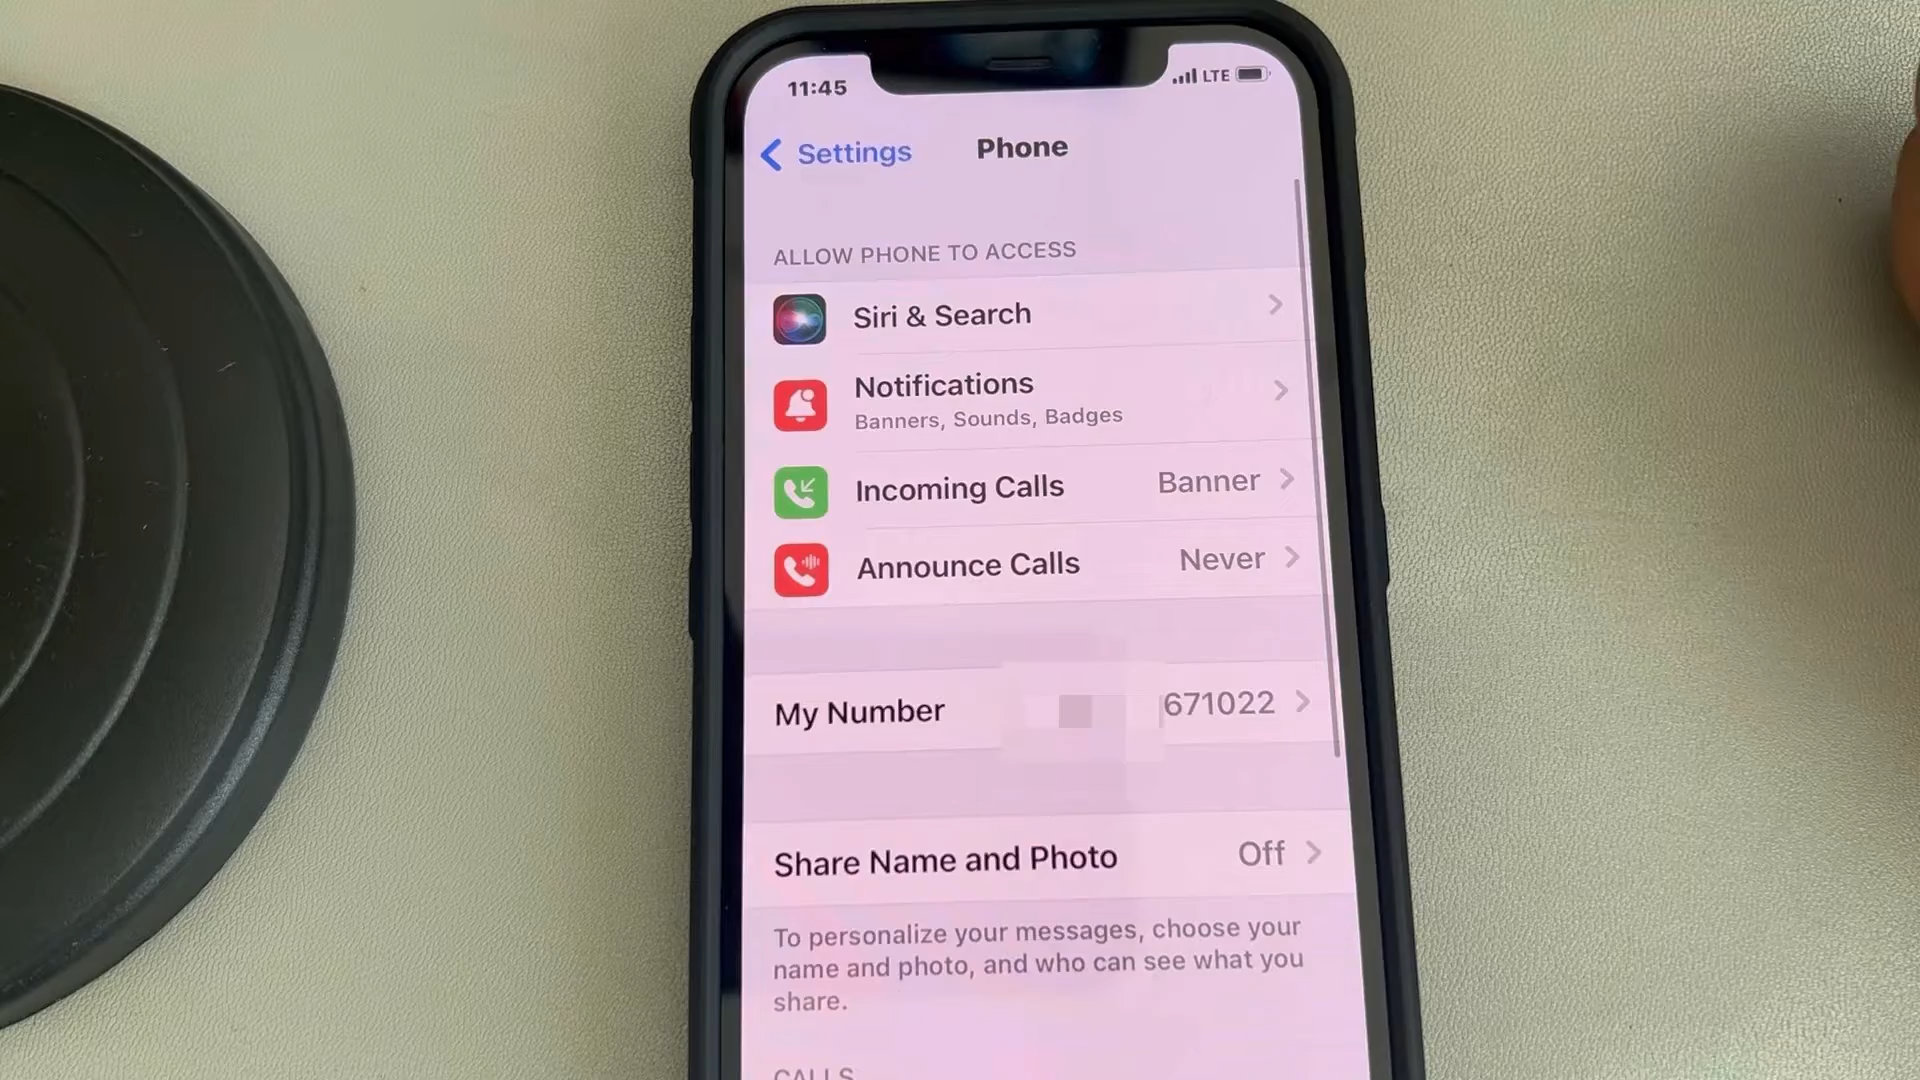 11:45
LTE
Settings
Phone
ALLOW PHONE TO ACCESS
Siri & Search
Notifications
Banners, Sounds, Badges
Incoming Calls Banner
Announce Calls Never
My Number 671022
Share Name and Photo Off
To personalize your messages, choose your
name and photo, and who can see what you
share.
CALLS